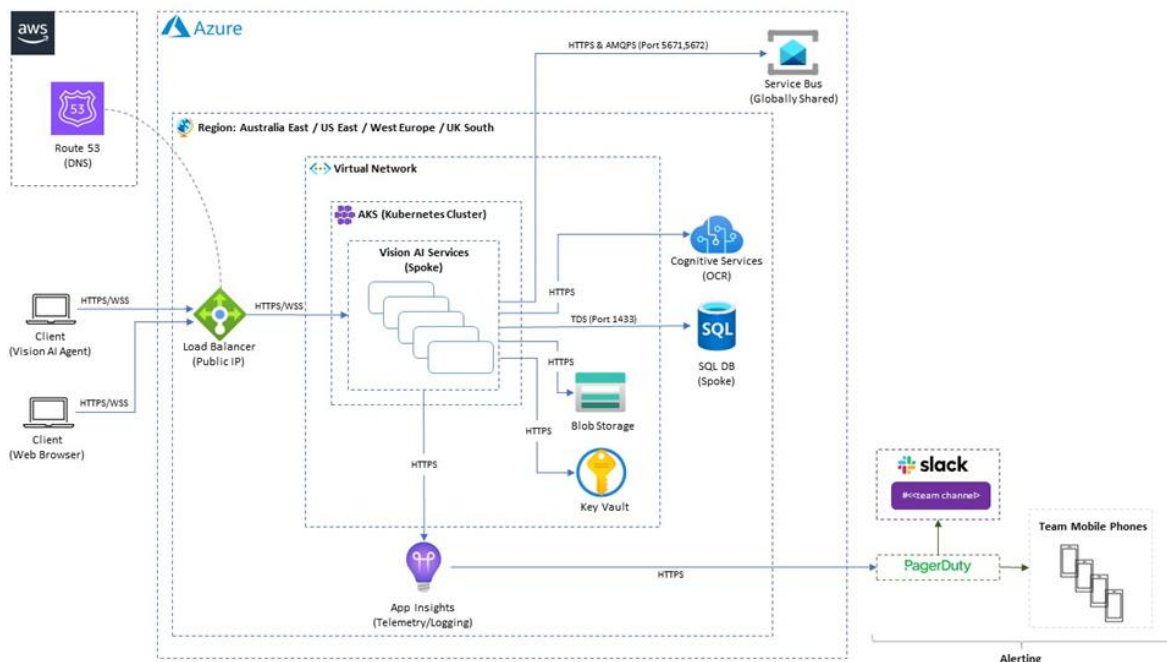 aws
Azure
HTTPS & AMQPS (Port 5671,5672)
Service Bus
(Globally Shared)
53
Route 53
(DNS)
Region: Australia East / US East / West Europe / UK South
Virtual Network
AKS (Kubernetes Cluster)
Vision AI Services
(Spoke)
Cognitive Services
(OCR)
HTTPS
HTTPS/WSS
Client
(Vision AI Agent)
HTTPS/WSS
Load Balancer
(Public IP)
TDS (Port 1433)
SQL
SQL DB
(Spoke)
HTTPS
Blob Storage
HTTPS/WSS
Client
(Web Browser)
HTTPS
Key Vault
HTTPS
slack
#<<team channel>
Team Mobile Phones
PagerDuty
HTTPS
App Insights
(Telemetry/Logging)
Alerting